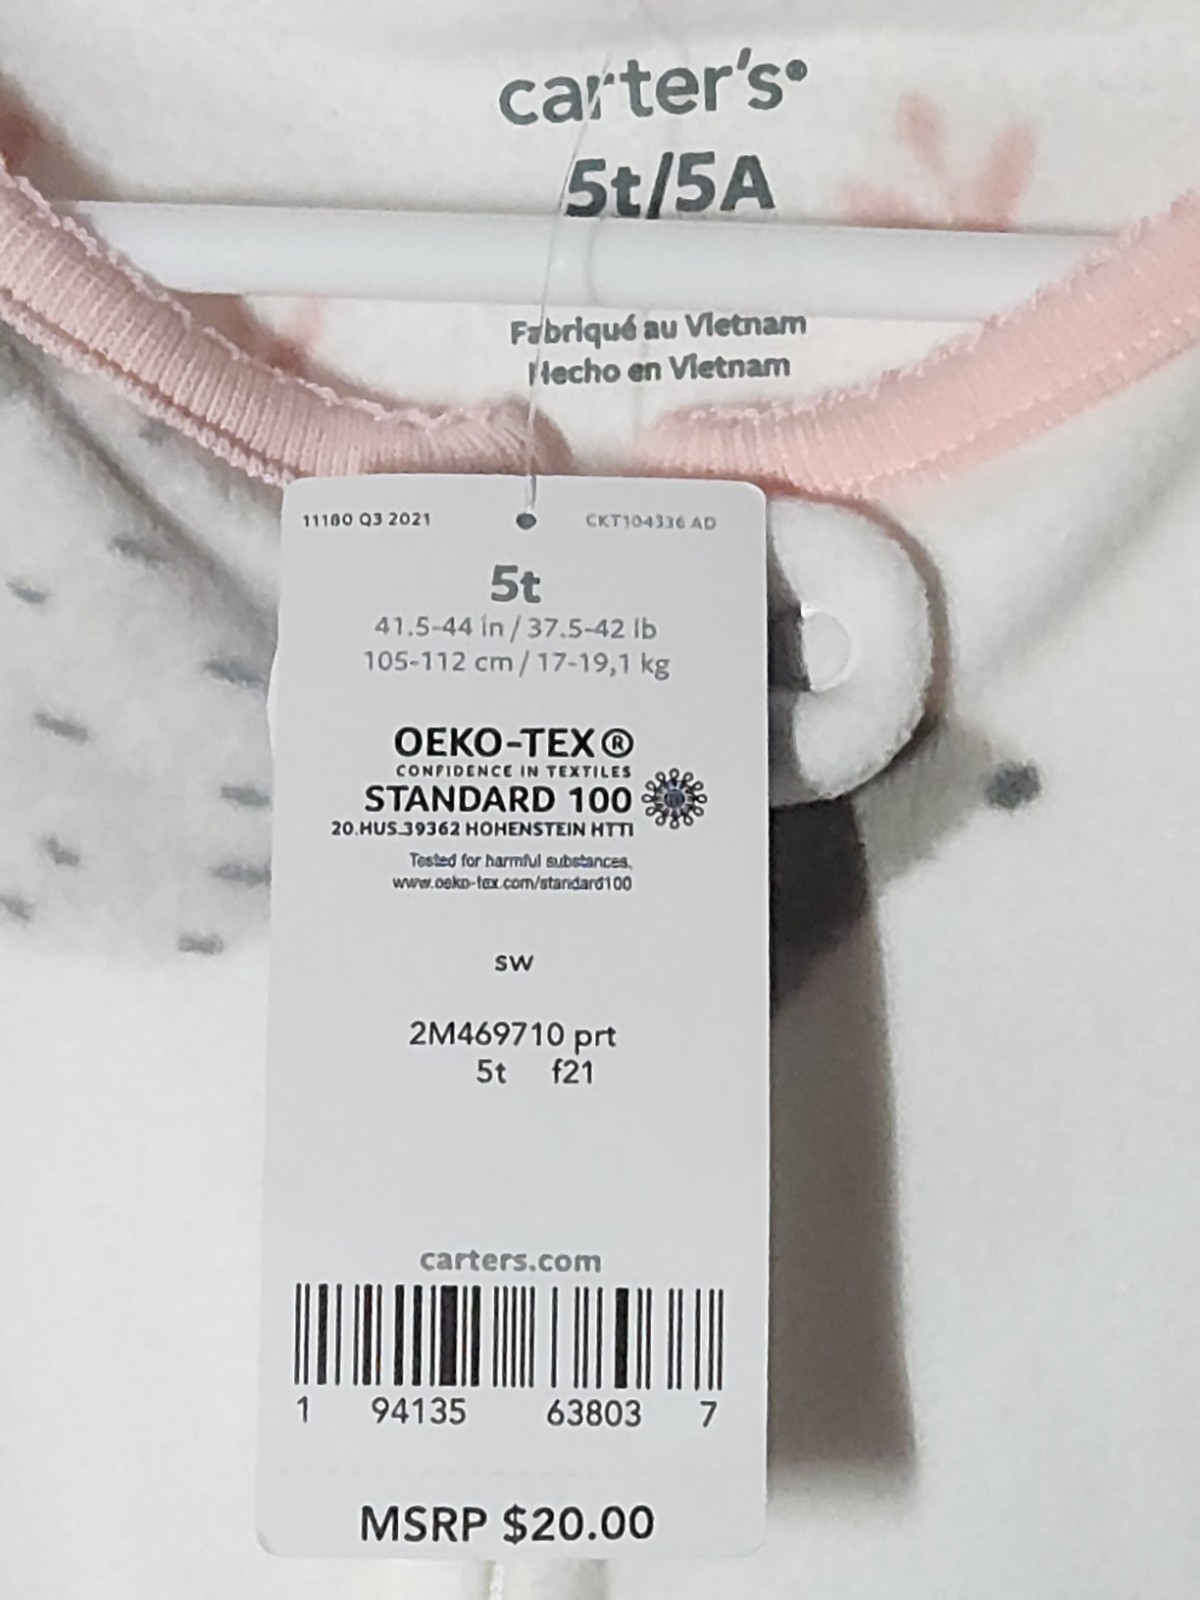 carter's®
5t/5A
Fabriqué au Vietnam
Hecho en Vietnam
11180 Q3 2021
CKT104336 AD
5t
41.5-44 in / 37.5-42 lb
105-112 cm / 17-19,1 kg
OEKO-TEX®
CONFIDENCE IN TEXTILES
STANDARD 100
20.HUS.39362 HOHENSTEIN HTTI
Tested for harmful substances.
www.oeko-tex.com/standard100
sw
2M469710 prt
5t f21
carters.com
1 94135 63803 7
MSRP $20.00